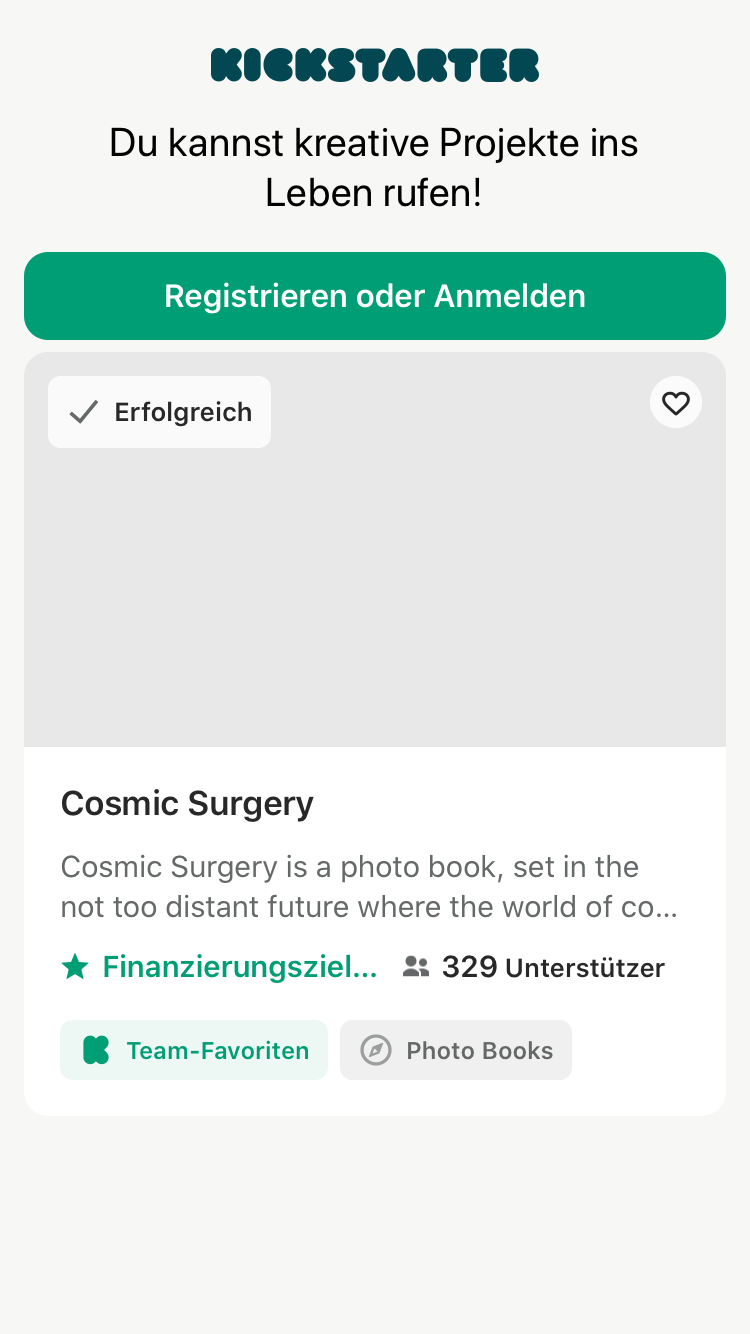 KICKSTARTER
Du kannst kreative Projekte ins
Leben rufen!
Registrieren oder Anmelden
Erfolgreich
Cosmic Surgery
Cosmic Surgery is a photo book, set in the
not too distant future where the world of co...
Finanzierungsziel... 329 Unterstützer
Team-Favoriten Photo Books